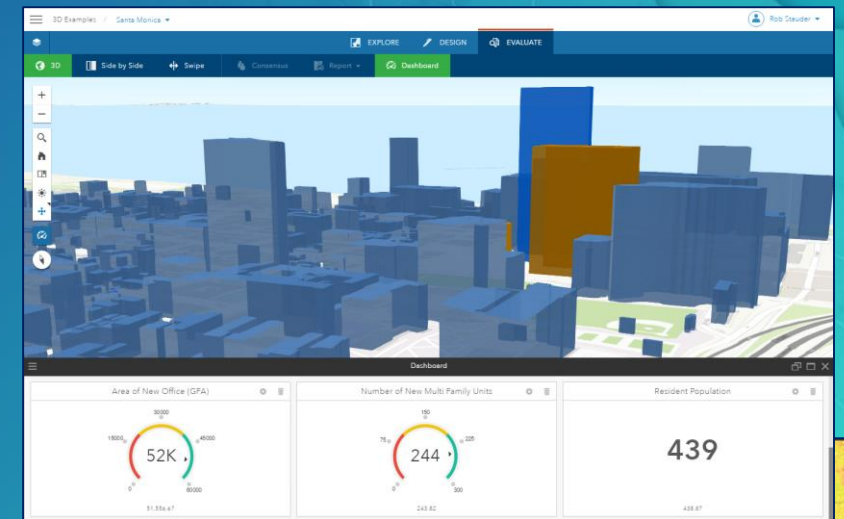 3D Examples / Santa Monica
Rob Stauder
EXPLORE DESIGN EVALUATE
3D Side by Side Swipe Consensus Report Dashboard
Dashboard
Area of New Office (GFA)
30000
15000 45000
52K
0 60000
51,556.67
Number of New Multi Family Units
150
75 225
244
0 300
243.82
Resident Population
439
438.87